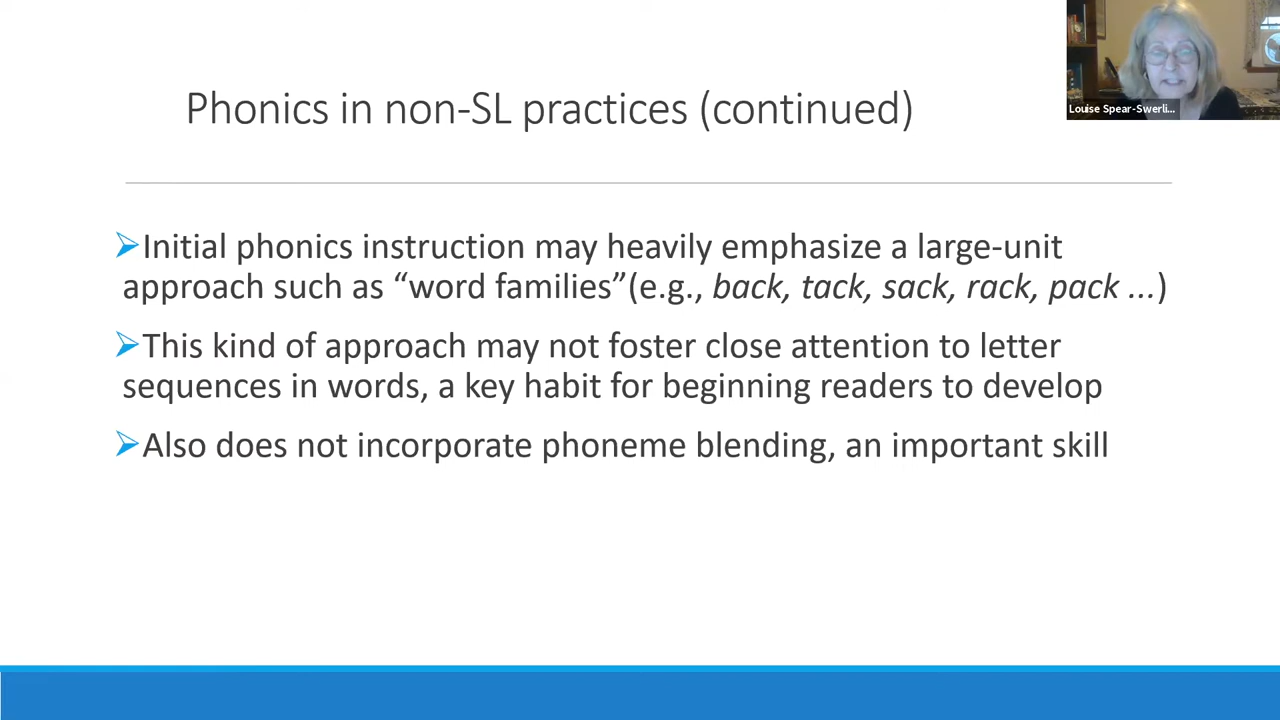 Phonics in non-SL practices (continued)
Louise Spear-Swerli...
➢Initial phonics instruction may heavily emphasize a large-unit
approach such as “word families”(e.g., back, tack, sack, rack, pack ...)
➢This kind of approach may not foster close attention to letter
sequences in words, a key habit for beginning readers to develop
➢Also does not incorporate phoneme blending, an important skill